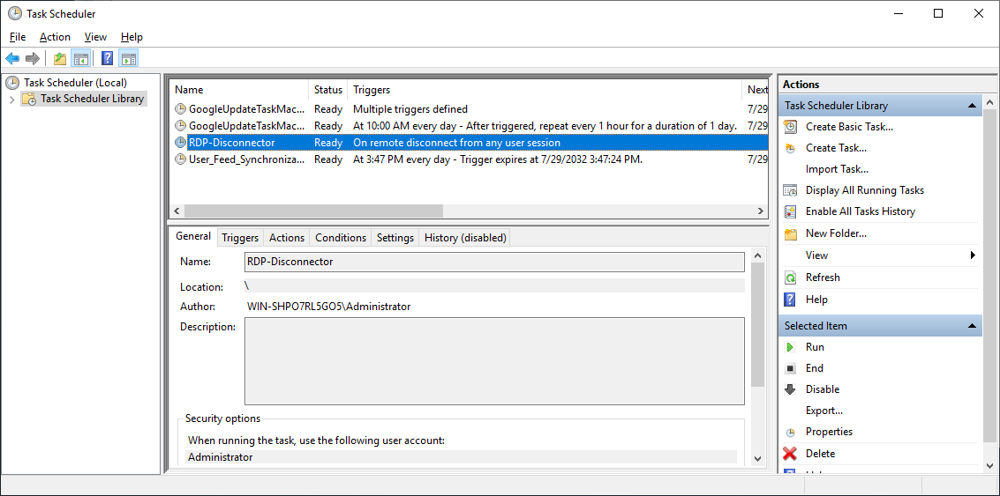 Task Scheduler
File Action View Help
Task Scheduler (Local)
Task Scheduler Library
Name Status Triggers Next
GoogleUpdateTaskMac... Ready Multiple triggers defined 7/29
GoogleUpdateTaskMac... Ready At 10:00 AM every day - After triggered, repeat every 1 hour for a duration of 1 day. 7/29
RDP-Disconnector Ready On remote disconnect from any user session
User_Feed_Synchroniza... Ready At 3:47 PM every day - Trigger expires at 7/29/2032 3:47:24 PM. 7/29
General Triggers Actions Conditions Settings History (disabled)
Name: RDP-Disconnector
Location: \
Author: WIN-SHPO7RL5GO5\Administrator
Description:
Security options
When running the task, use the following user account:
Administrator
Actions
Task Scheduler Library
Create Basic Task...
Create Task...
Import Task...
Display All Running Tasks
Enable All Tasks History
New Folder...
View
Refresh
Help
Selected Item
Run
End
Disable
Export...
Properties
Delete